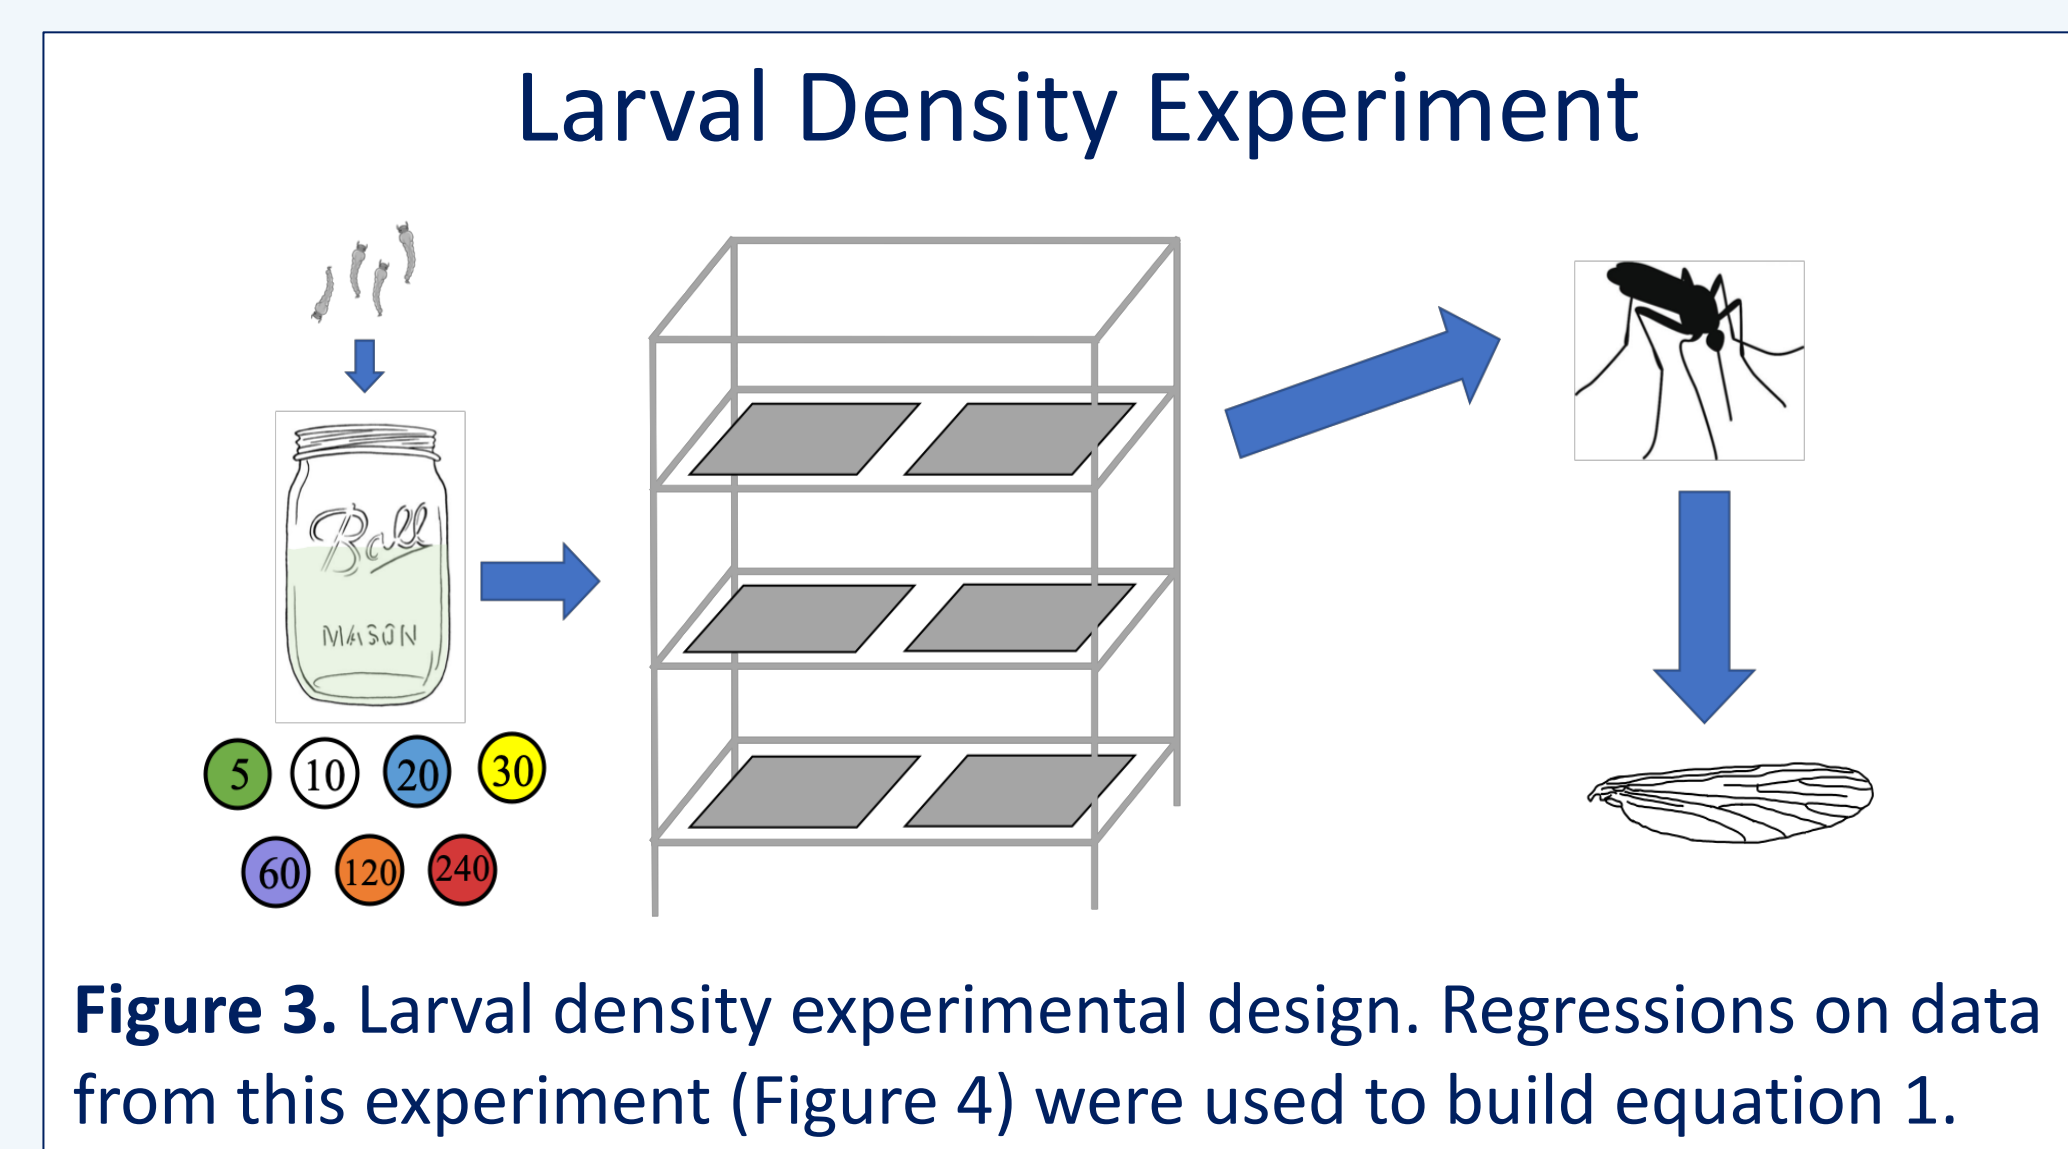 Larval Density Experiment
Ball
MASON
5 10 20 30
60 120 240
Figure 3. Larval density experimental design. Regressions on data
from this experiment (Figure 4) were used to build equation 1.